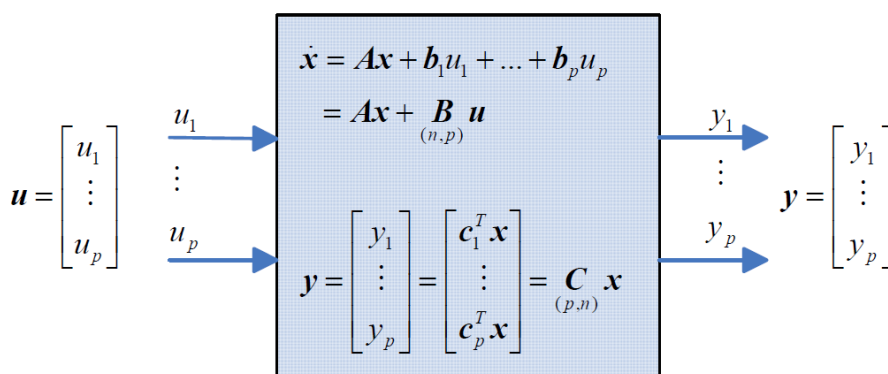 ẋ = Ax + b₁u₁ + ... + bₚuₚ
= Ax + B u
(n,p)
u = [u₁ ⋮ uₚ]
u₁
⋮
uₚ
y = [y₁ ⋮ yₚ] = [c₁ᵀx ⋮ cₚᵀx] = C x
(p,n)
y₁
⋮
yₚ
y = [y₁ ⋮ yₚ]